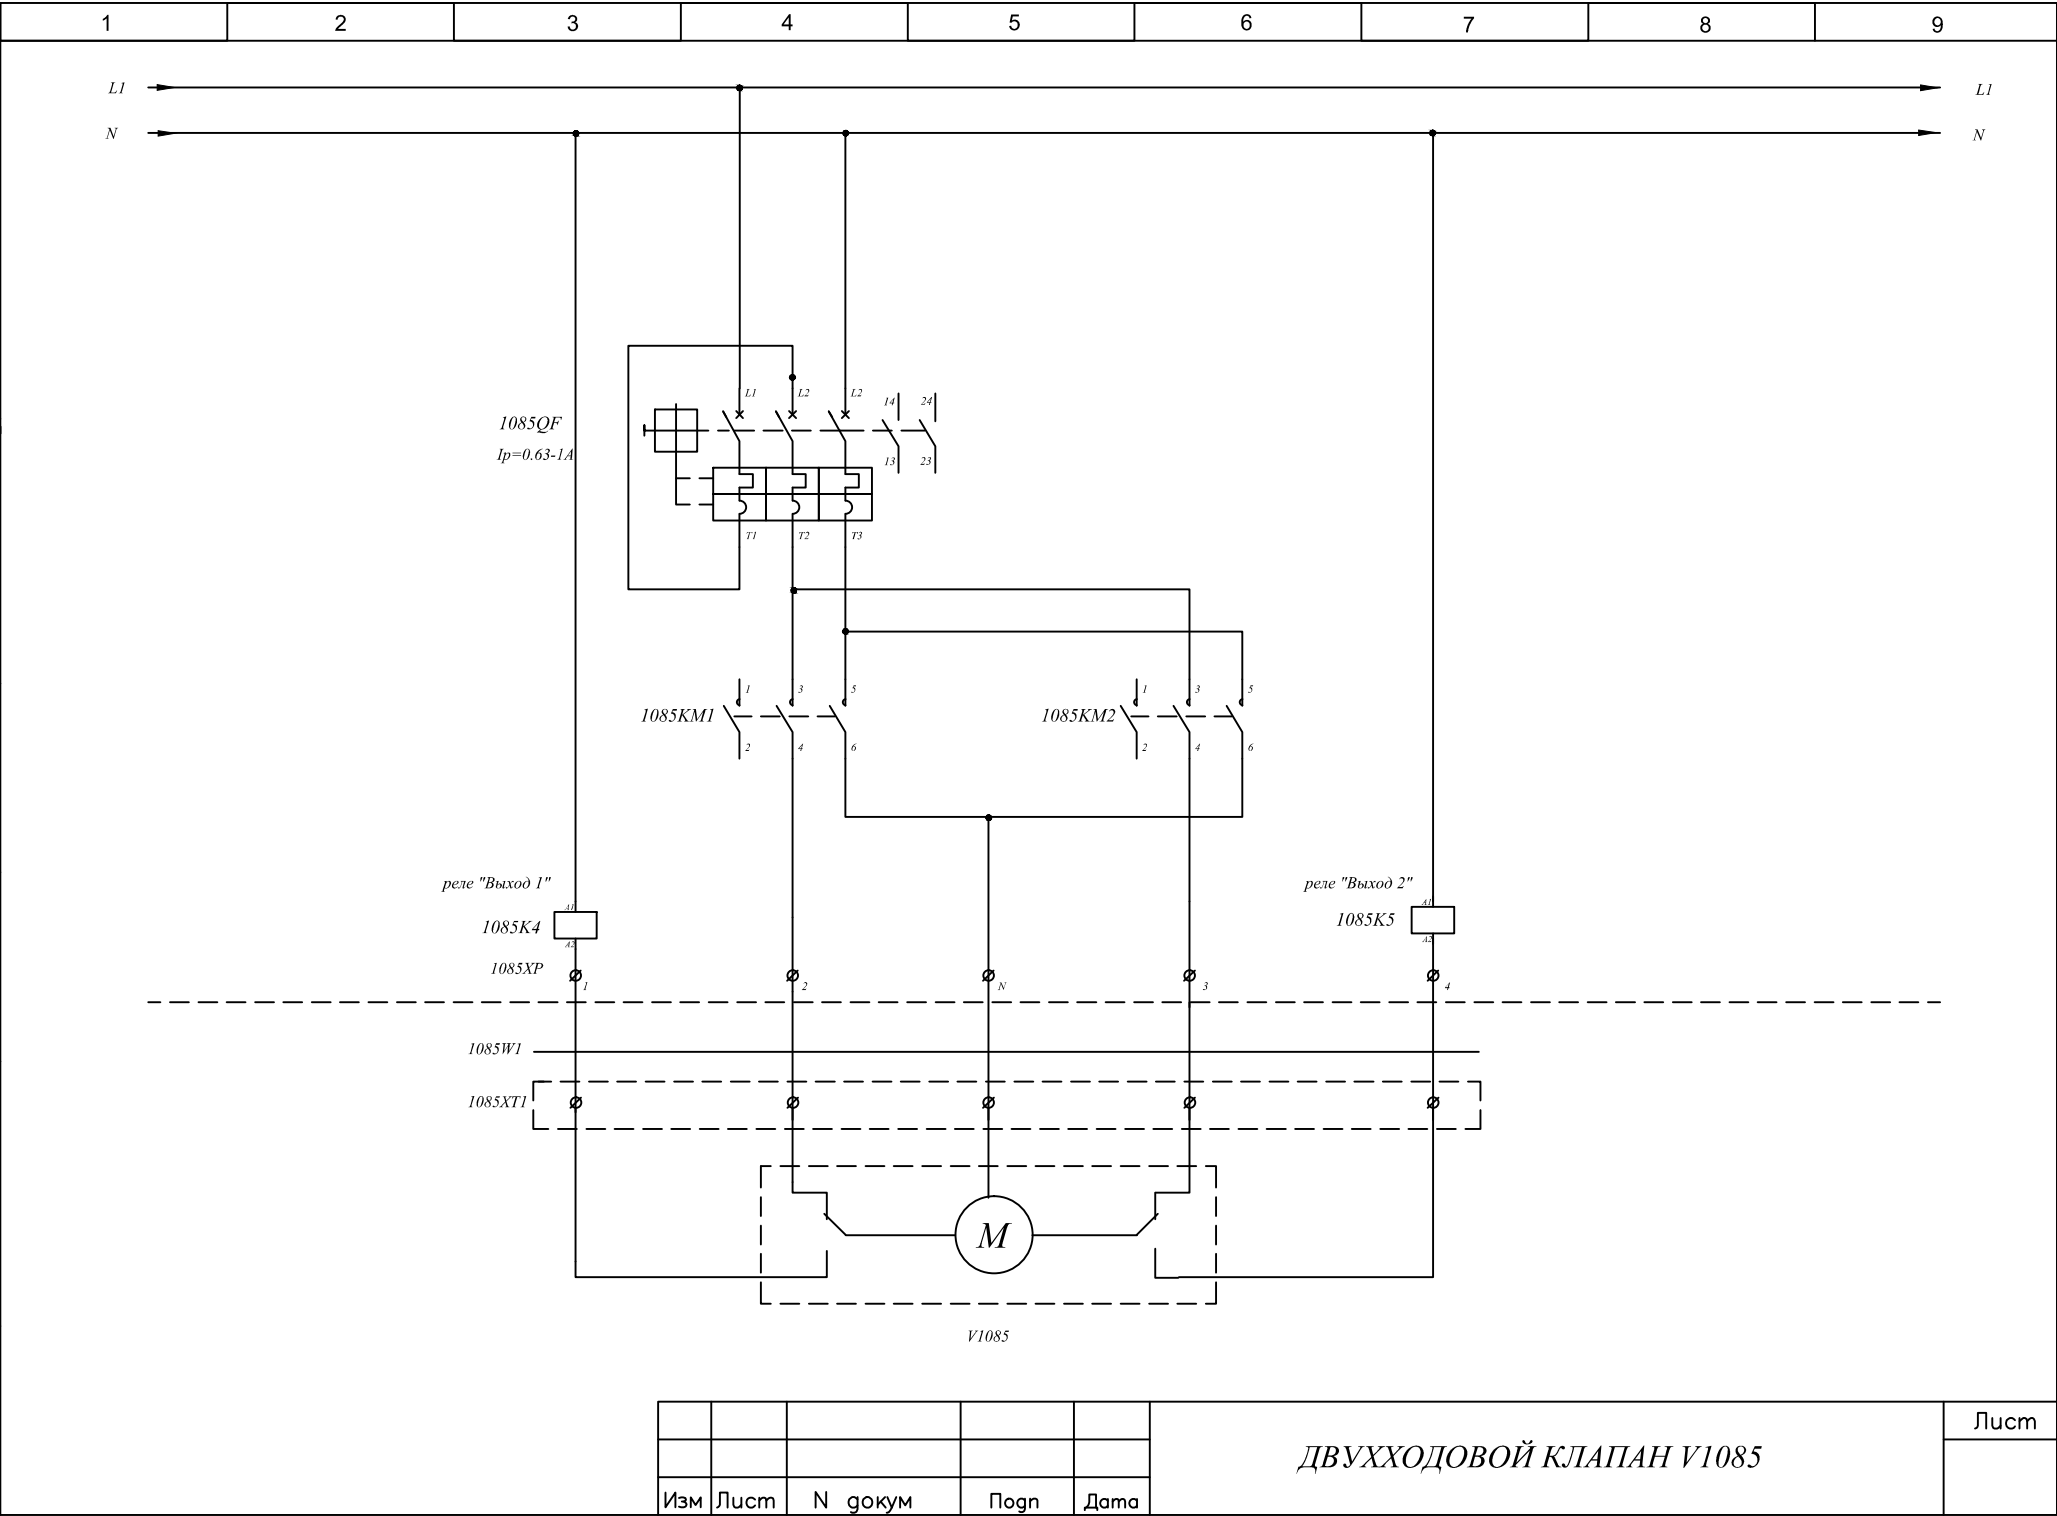 1 2 3 4 5 6 7 8 9
L1 L1
N N
L1 L2 L2 14 24
1085QF
Iр=0.63-1А
13 23
T1 T2 T3
1 3 5 1 3 5
1085KM1 1085KM2
2 4 6 2 4 6
реле "Выход 1" реле "Выход 2"
A1 A1
1085K4 1085K5
A2 A2
1085XP
1 2 N 3 4
1085W1
1085XT1
M
V1085
Лист
ДВУХХОДОВОЙ КЛАПАН V1085
Изм Лист N докум Подп Дата